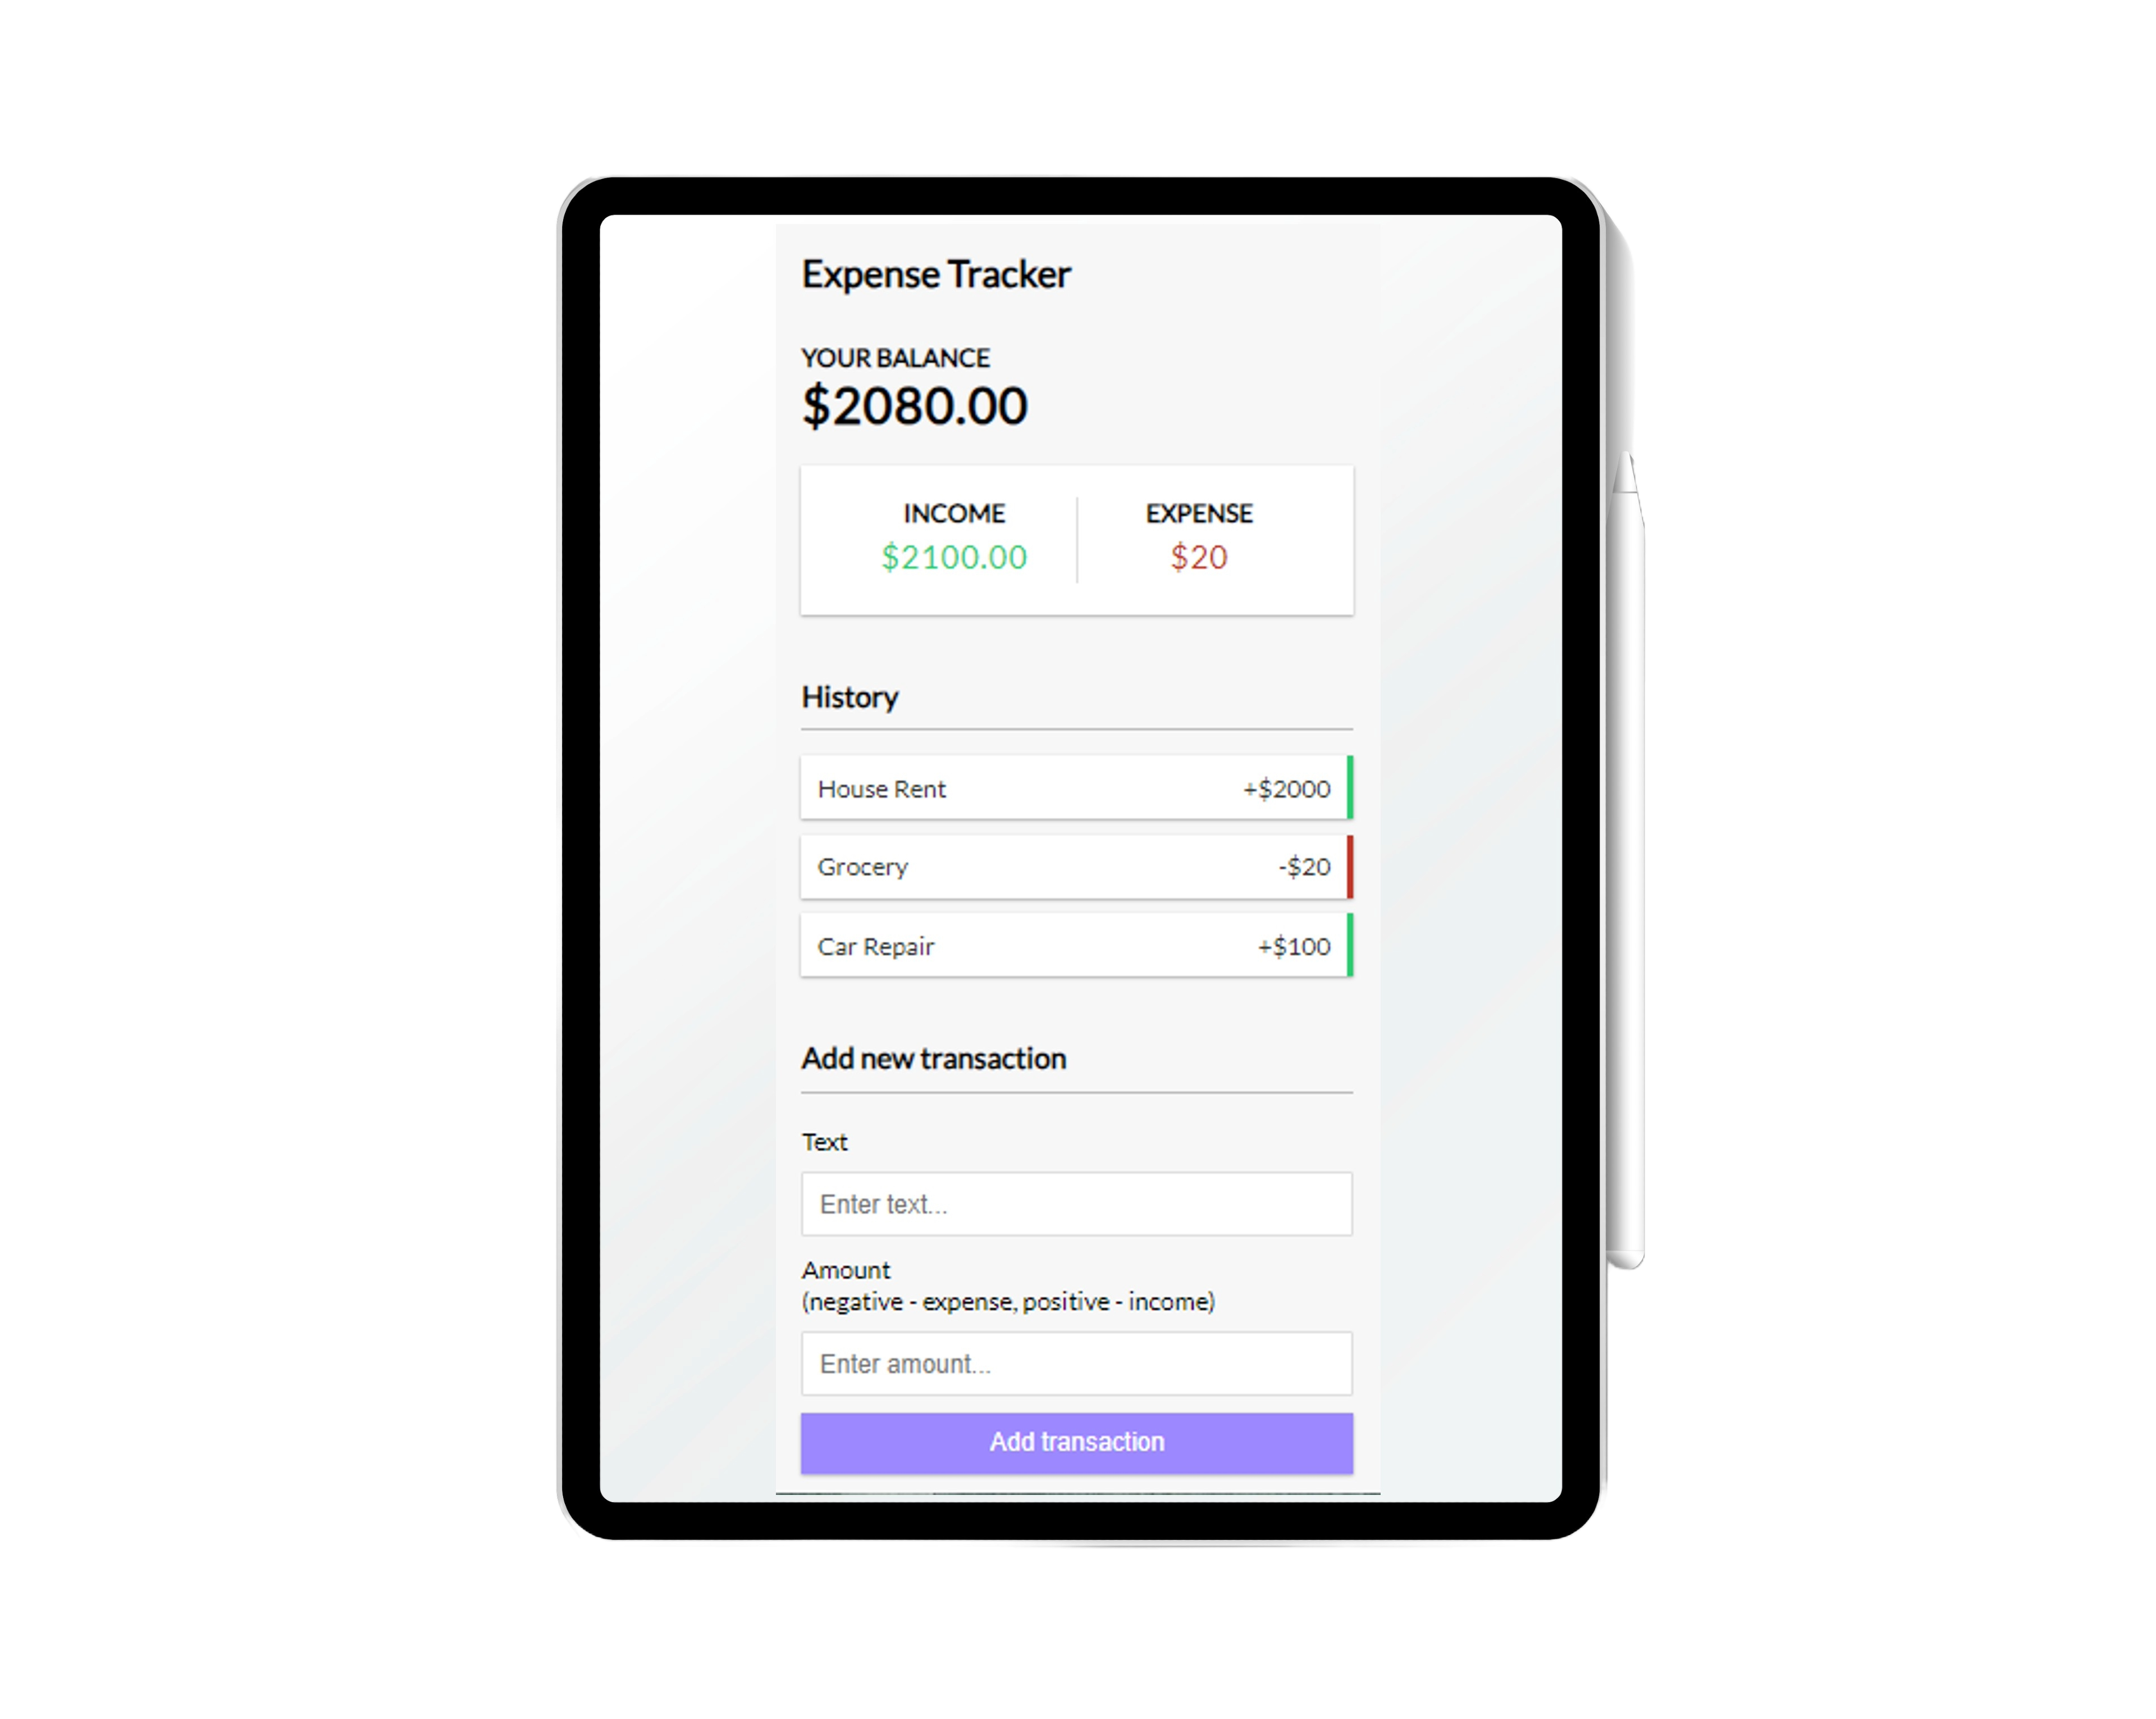 Expense Tracker
YOUR BALANCE
$2080.00
INCOME
EXPENSE
$2100.00
$20
History
House Rent
+$2000
Grocery
-$20
Car Repair
+$100
Add new transaction
Text
Enter text...
Amount
(negative - expense, positive - income)
Enter amount...
Add transaction